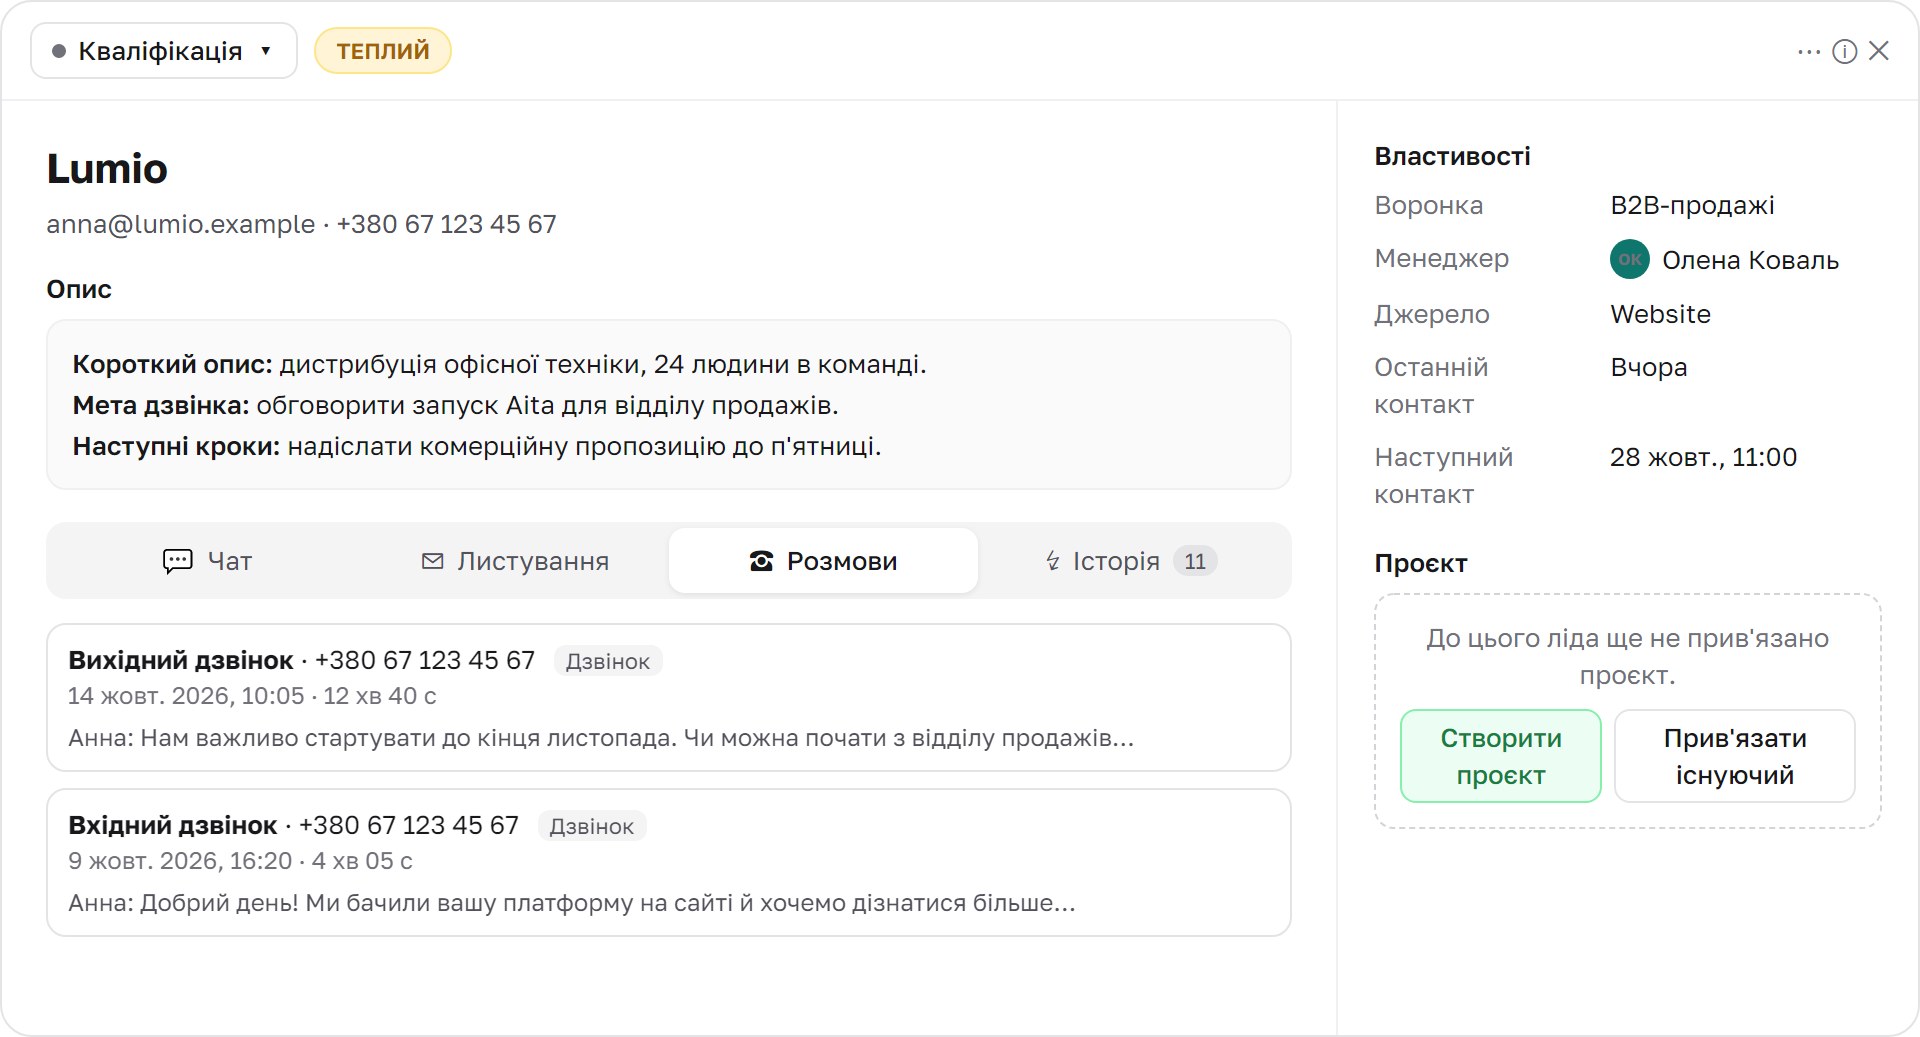 Кваліфікація
ТЕПЛИЙ
Lumio
anna@lumio.example · +380 67 123 45 67
Опис
Короткий опис: дистрибуція офісної техніки, 24 людини в команді.
Мета дзвінка: обговорити запуск Aita для відділу продажів.
Наступні кроки: надіслати комерційну пропозицію до п'ятниці.
Чат
Листування
Розмови
Історія 11
Вихідний дзвінок · +380 67 123 45 67 Дзвінок
14 жовт. 2026, 10:05 · 12 хв 40 с
Анна: Нам важливо стартувати до кінця листопада. Чи можна почати з відділу продажів…
Вхідний дзвінок · +380 67 123 45 67 Дзвінок
9 жовт. 2026, 16:20 · 4 хв 05 с
Анна: Добрий день! Ми бачили вашу платформу на сайті й хочемо дізнатися більше…
Властивості
Воронка B2B-продажі
Менеджер ОК Олена Коваль
Джерело Website
Останній контакт Вчора
Наступний контакт 28 жовт., 11:00
Проєкт
До цього ліда ще не прив'язано
проєкт.
Створити
проєкт
Прив'язати
існуючий